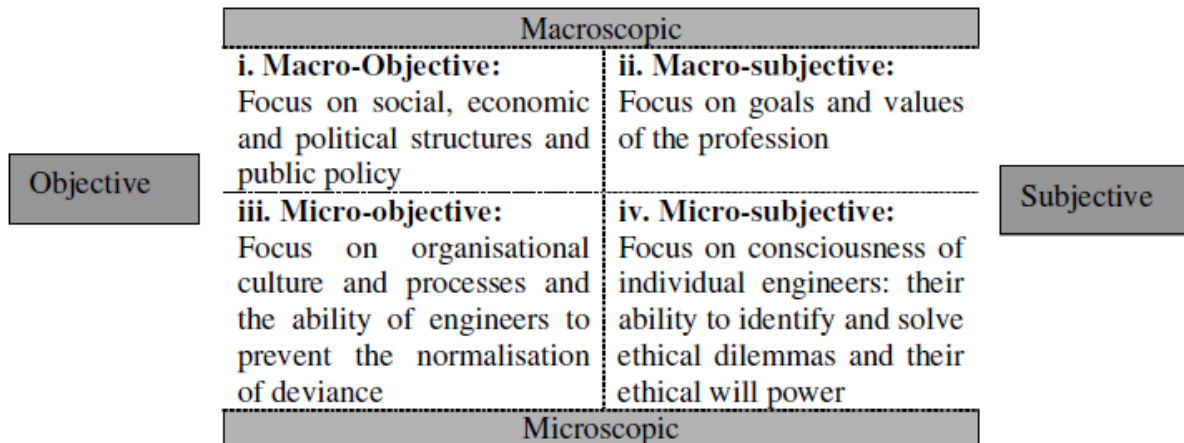 Macroscopic
i. Macro-Objective:
Focus on social, economic
and political structures and
public policy
ii. Macro-subjective:
Focus on goals and values
of the profession
Objective
Subjective
iii. Micro-objective:
Focus on organisational
culture and processes and
the ability of engineers to
prevent the normalisation
of deviance
iv. Micro-subjective:
Focus on consciousness of
individual engineers: their
ability to identify and solve
ethical dilemmas and their
ethical will power
Microscopic